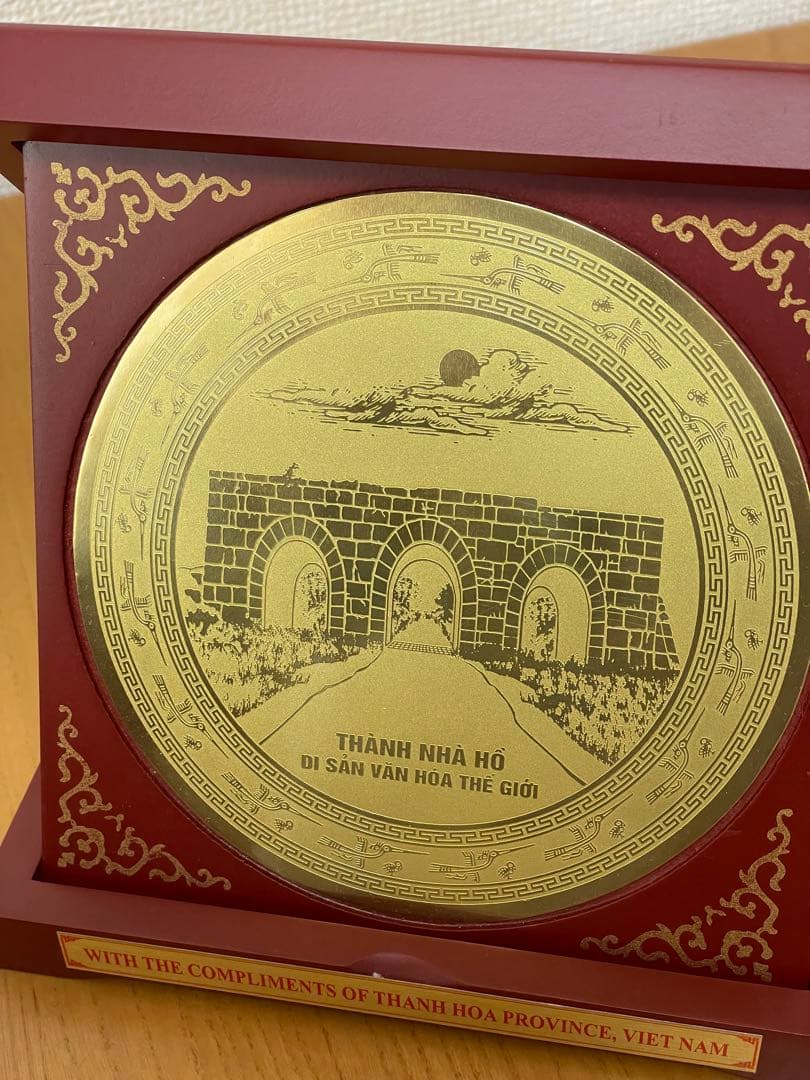 THÀNH NHÀ HỒ
DI SẢN VĂN HÓA THẾ GIỚI
WITH THE COMPLIMENTS OF THANH HOA PROVINCE, VIET NAM